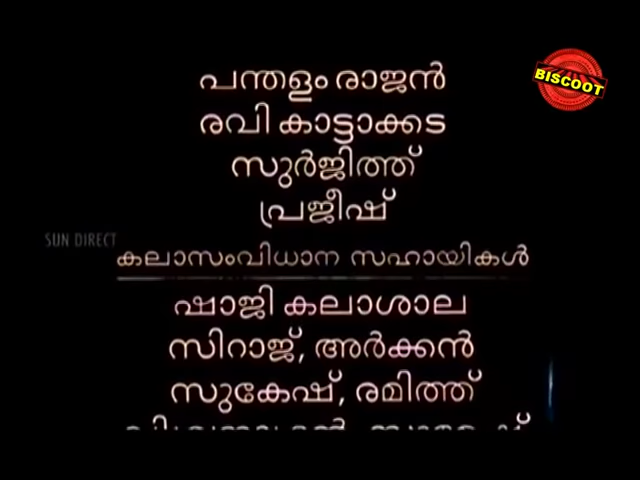 പന്തളം രാജൻ
BISCOOT
രവി കാട്ടാക്കട
സുർജിത്ത്
പ്രജീഷ്
SUN DIRECT
കലാസംവിധാന സഹായികൾ
ഷാജി കലാശാല
സിറാജ്, അർക്കൻ
സുകേഷ്, രമിത്ത്